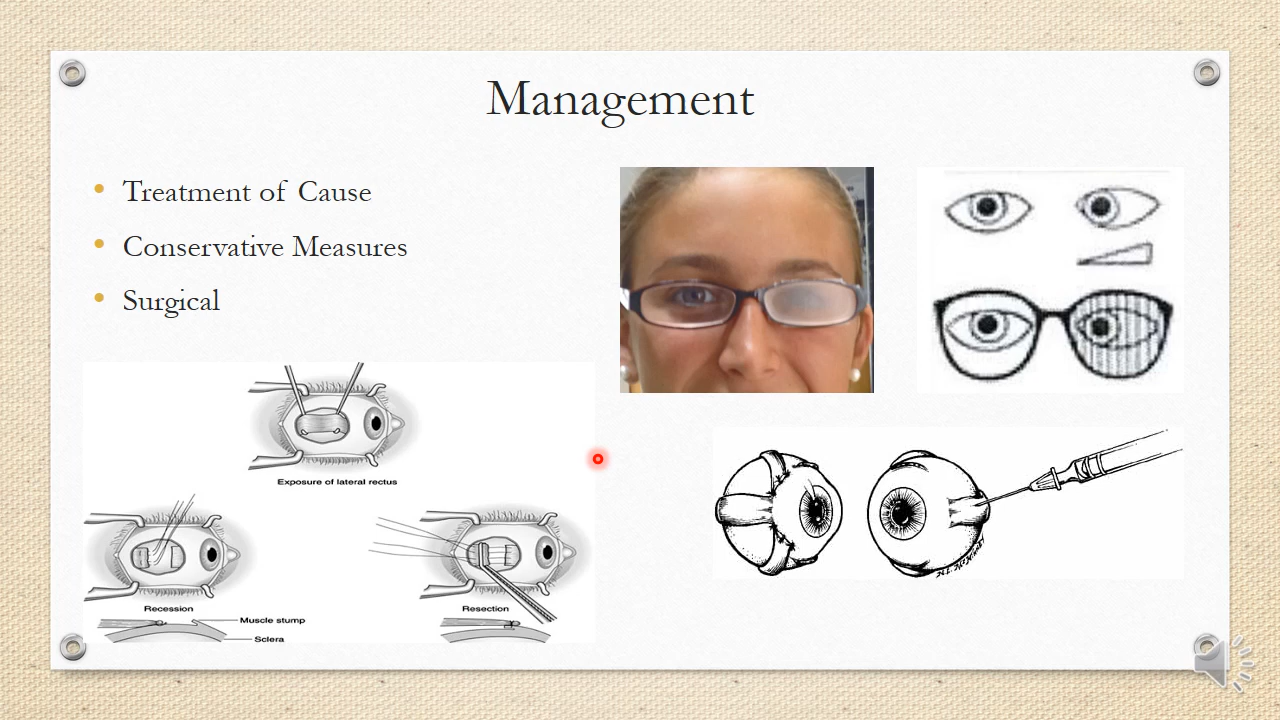 Management
Treatment of Cause
Conservative Measures
Surgical
Exposure of lateral rectus
Recession
Muscle stump
Sclera
Resection